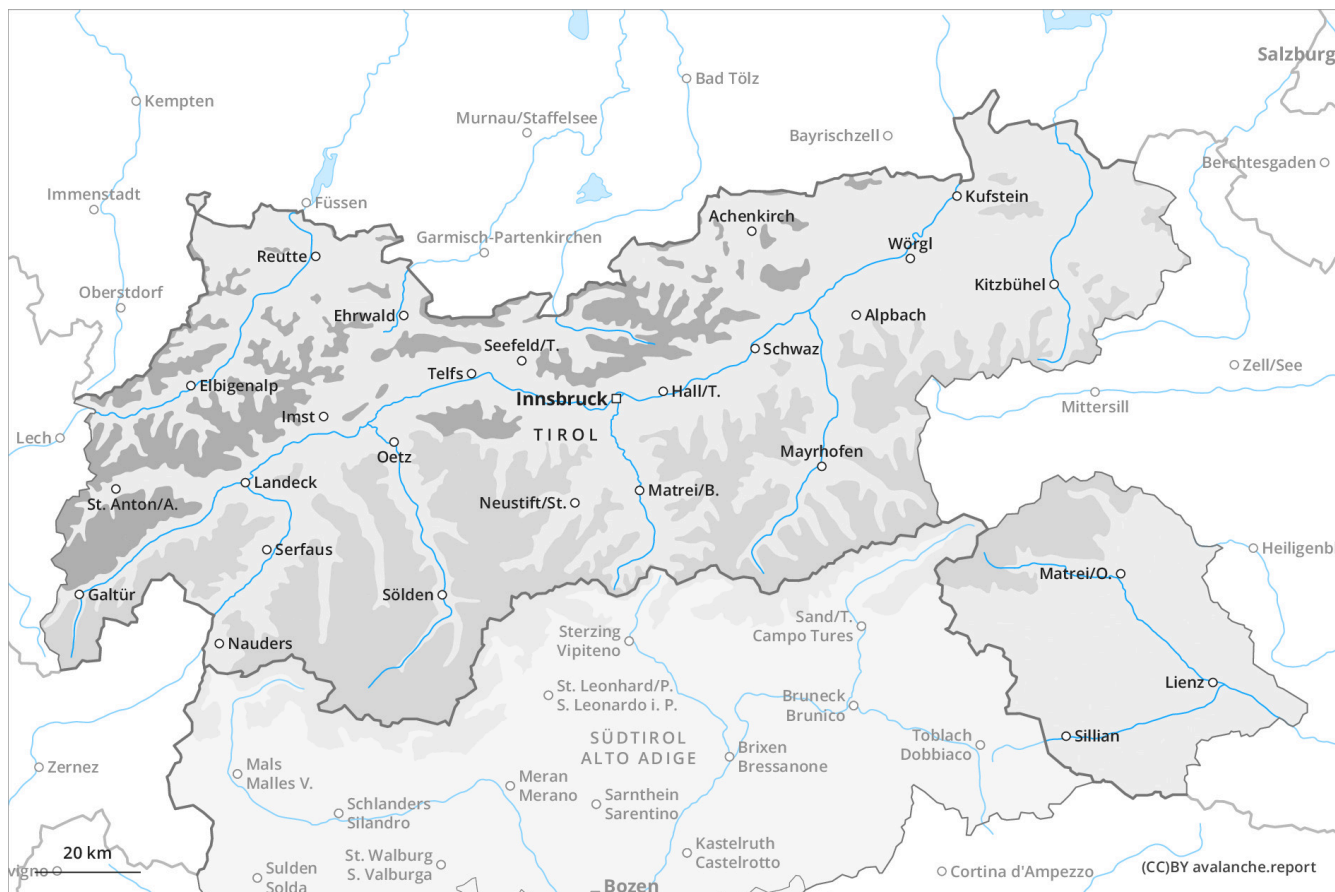 Salzburg
Bad Tölz
Kempten
Murnau/Staffelsee
Bayrischzell
Berchtesgaden
Immenstadt
Füssen
Kufstein
Achenkirch
Garmisch-Partenkirchen
Wörgl
Reutte
Kitzbühel
Oberstdorf
Ehrwald
Alpbach
Seefeld/T.
Schwaz
Zell/See
Telfs
Elbigenalp
Innsbruck
Hall/T.
Mittersill
Imst
TIROL
Lech
Oetz
Mayrhofen
Landeck
Matrei/B.
St. Anton/A.
Neustift/St.
Serfaus
Heiligenb
Matrei/O.
Galtür
Sölden
Sand/T.
Campo Tures
Sterzing
Vipiteno
Nauders
Lienz
St. Leonhard/P.
S. Leonardo i. P.
Bruneck
Brunico
SÜDTIROL
ALTO ADIGE
Toblach
Dobbiaco
Sillian
Brixen
Bressanone
Zernez
Mals
Malles V.
Meran
Merano
Schlanders
Silandro
Sarnthein
Sarentino
Kastelruth
Castelrotto
20 km
St. Walburg
S. Valburga
vigno
Sulden
Solda
Cortina d'Ampezzo
(CC)BY avalanche.report
Bozen